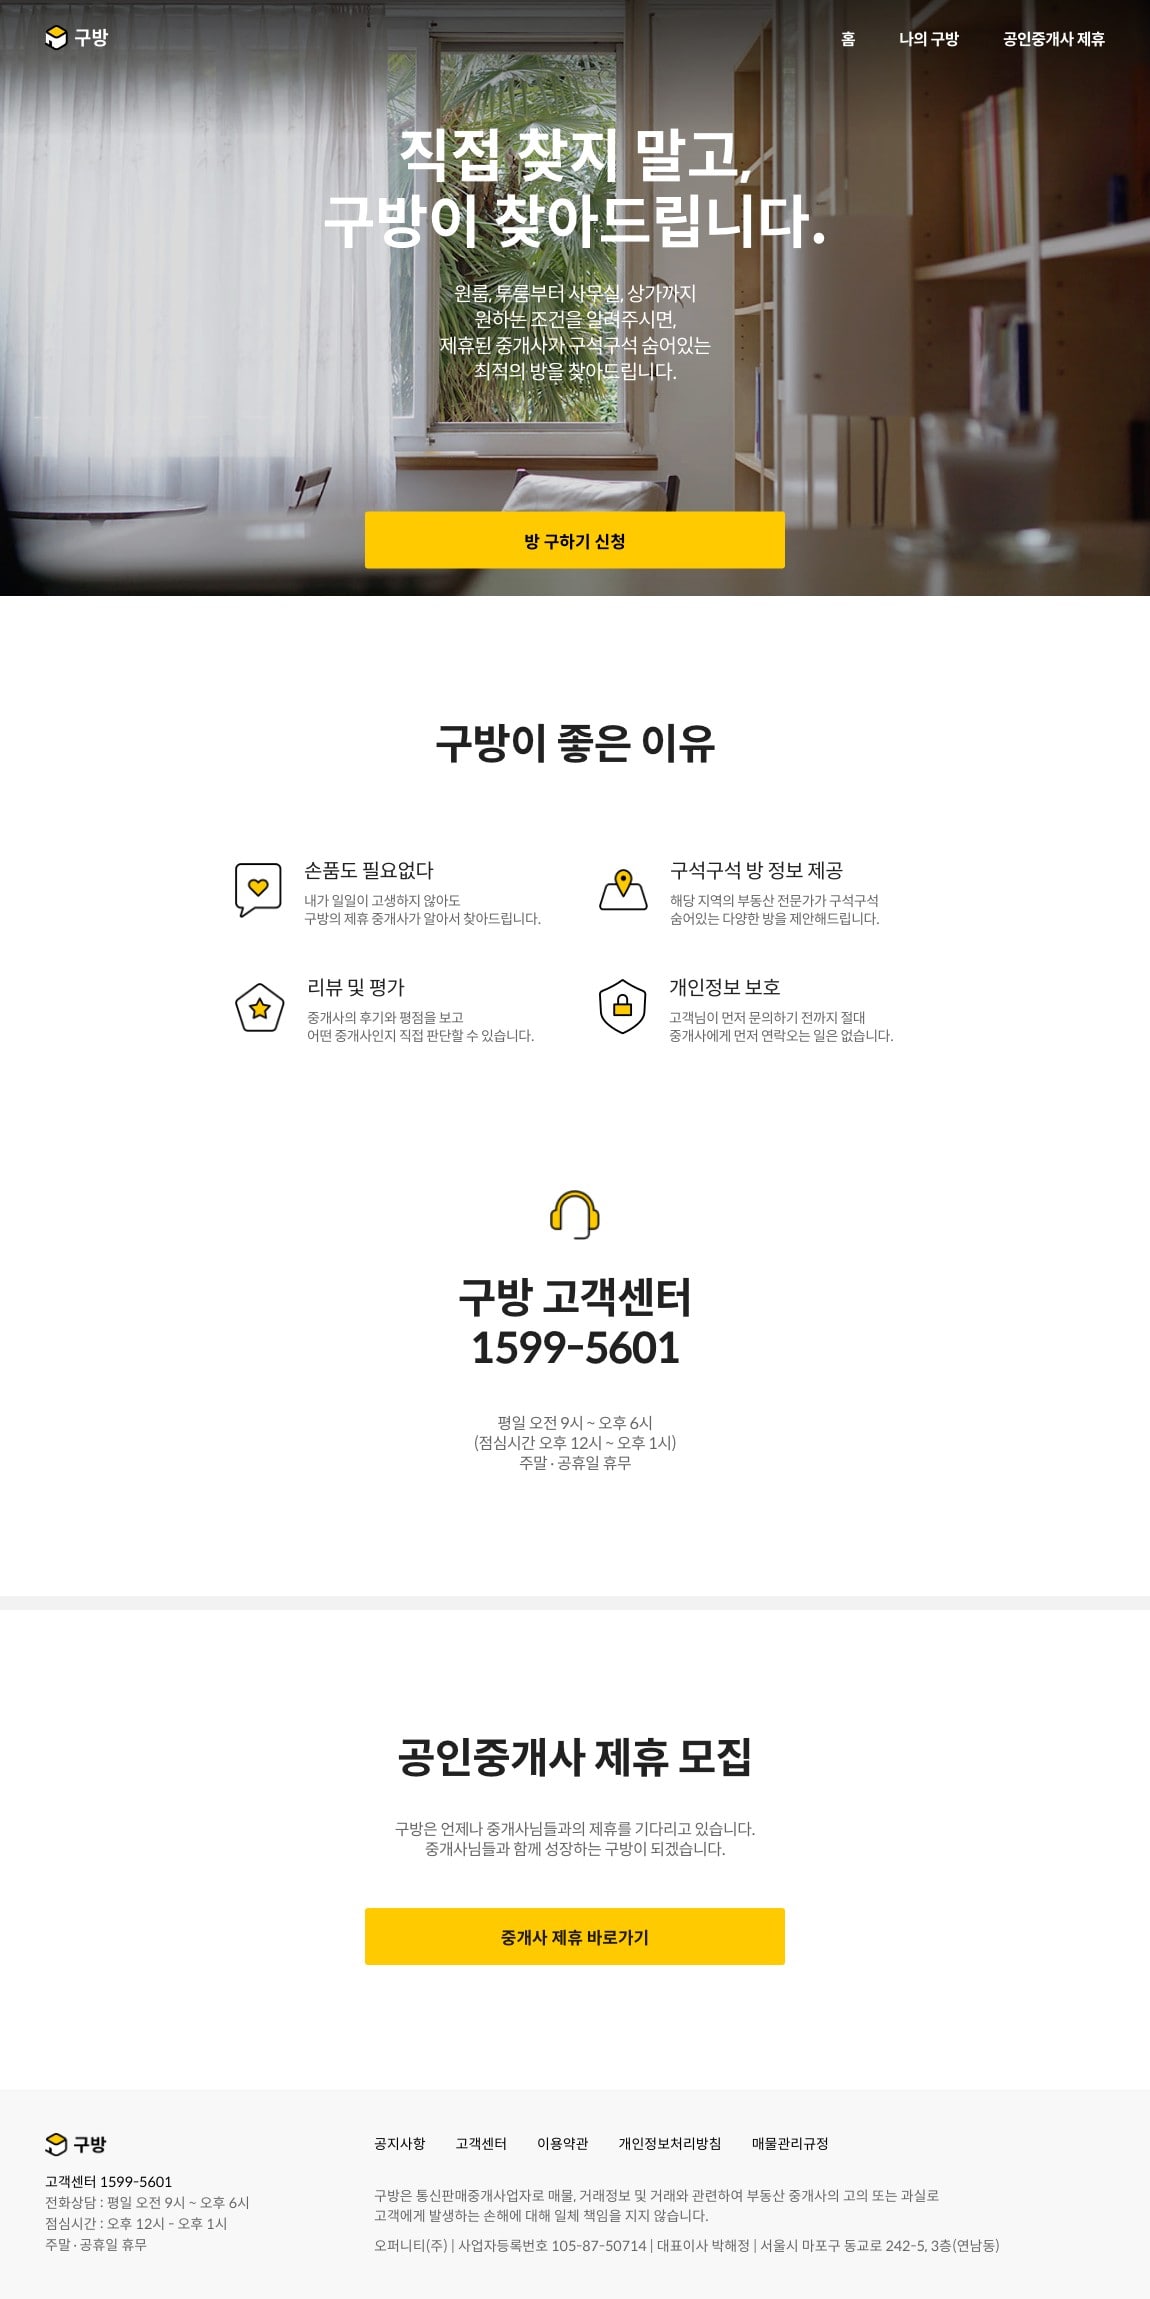 구방
홈 나의 구방 공인중개사 제휴
직접 찾지 말고,
구방이 찾아드립니다.
원룸, 투룸부터 사무실, 상가까지
원하는 조건을 알려주시면,
제휴된 중개사가 구석구석 숨어있는
최적의 방을 찾아드립니다.
방 구하기 신청
구방이 좋은 이유
손품도 필요없다
내가 일일이 고생하지 않아도
구방의 제휴 중개사가 알아서 찾아드립니다.
구석구석 방 정보 제공
해당 지역의 부동산 전문가가 구석구석
숨어있는 다양한 방을 제안해드립니다.
리뷰 및 평가
중개사의 후기와 평점을 보고
어떤 중개사인지 직접 판단할 수 있습니다.
개인정보 보호
고객님이 먼저 문의하기 전까지 절대
중개사에게 먼저 연락오는 일은 없습니다.
구방 고객센터
1599-5601
평일 오전 9시 ~ 오후 6시
(점심시간 오후 12시 ~ 오후 1시)
주말 · 공휴일 휴무
공인중개사 제휴 모집
구방은 언제나 중개사님들과의 제휴를 기다리고 있습니다.
중개사님들과 함께 성장하는 구방이 되겠습니다.
중개사 제휴 바로가기
구방
고객센터 1599-5601
전화상담 : 평일 오전 9시 ~ 오후 6시
점심시간 : 오후 12시 - 오후 1시
주말 · 공휴일 휴무
공지사항 고객센터 이용약관 개인정보처리방침 매물관리규정
구방은 통신판매중개사업자로 매물, 거래정보 및 거래와 관련하여 부동산 중개사의 고의 또는 과실로
고객에게 발생하는 손해에 대해 일체 책임을 지지 않습니다.
오퍼니티(주) | 사업자등록번호 105-87-50714 | 대표이사 박해정 | 서울시 마포구 동교로 242-5, 3층(연남동)